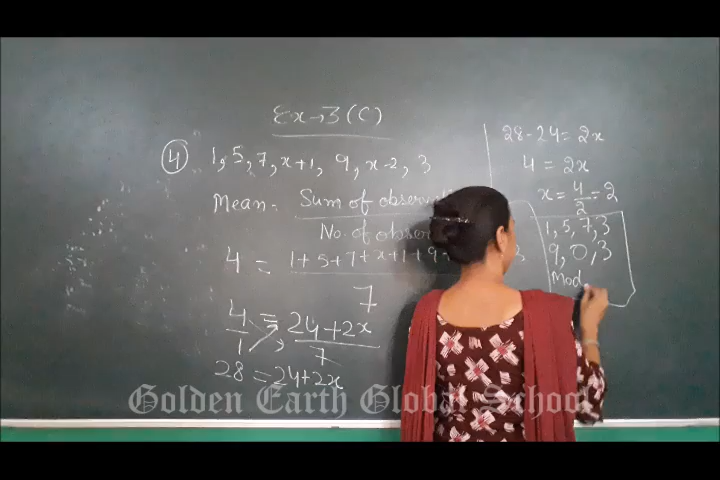 Ex→3(C)
④ 1, 5, 7, x+1, 9, x-2, 3
Mean = Sum of observati
No. of obser
4 = 1+5+7+x+1+9+
7
4/1 = 24+2x/7
28 = 24+2x
28-24=2x
4 = 2x
x = 4/2 = 2
1, 5, 7, 3
9, 0, 3
Mod
Golden Earth Global School